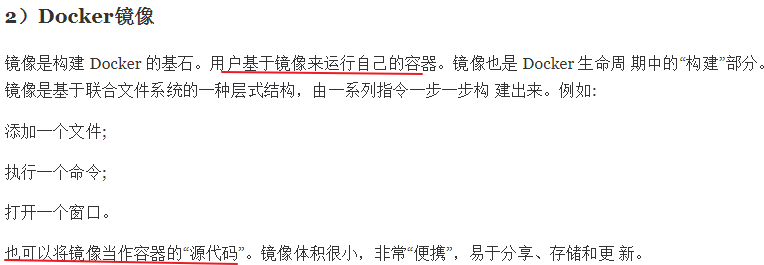 2）Docker镜像
镜像是构建 Docker 的基石。用户基于镜像来运行自己的容器。镜像也是 Docker 生命周 期中的“构建”部分。
镜像是基于联合文件系统的一种层式结构，由一系列指令一步一步构 建出来。例如:
添加一个文件;
执行一个命令;
打开一个窗口。
也可以将镜像当作容器的“源代码”。镜像体积很小，非常“便携”，易于分享、存储和更 新。